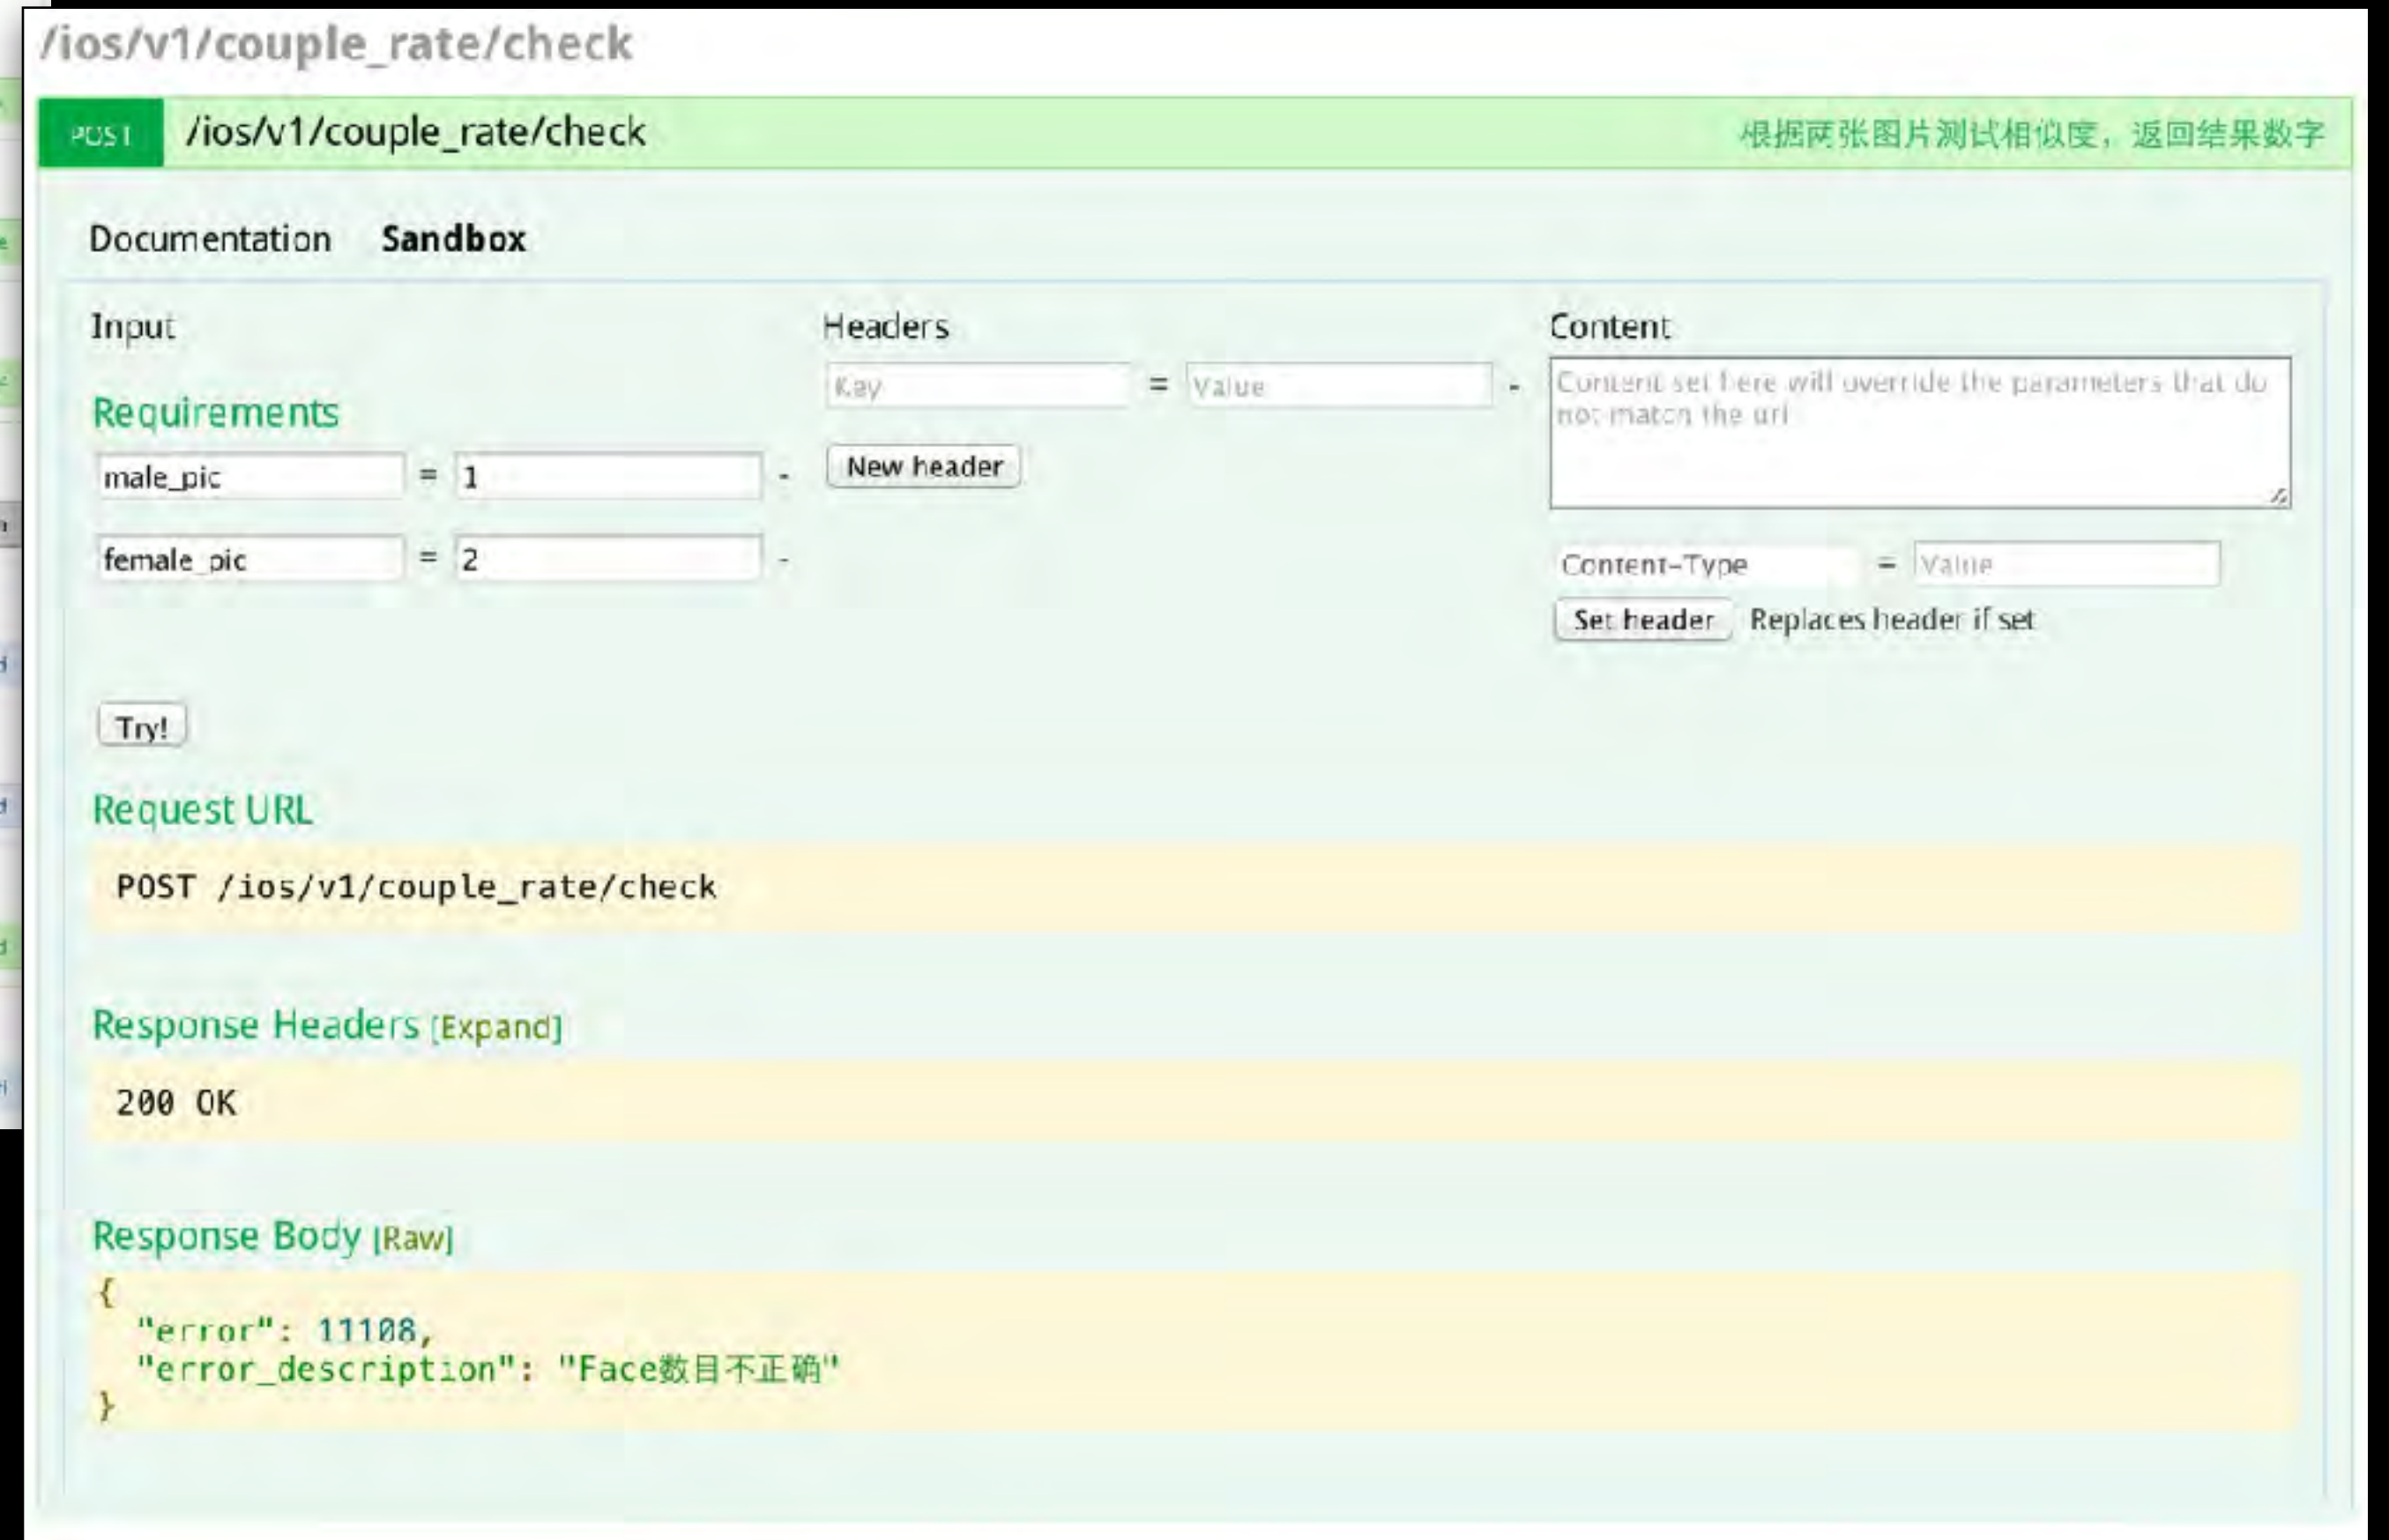 /ios/v1/couple_rate/check
POST /ios/v1/couple_rate/check 根据两张图片测试相似度，返回结果数字
Documentation Sandbox
Input Headers Content
Key = Value -
Content set here will override the parameters that do
not match the url
Requirements
male_pic = 1 -
New header
female_pic = 2 -
Content-Type = Value
Set header Replaces header if set
Try!
Request URL
POST /ios/v1/couple_rate/check
Response Headers [Expand]
200 OK
Response Body [Raw]
{
"error": 11108,
"error_description": "Face数目不正确"
}